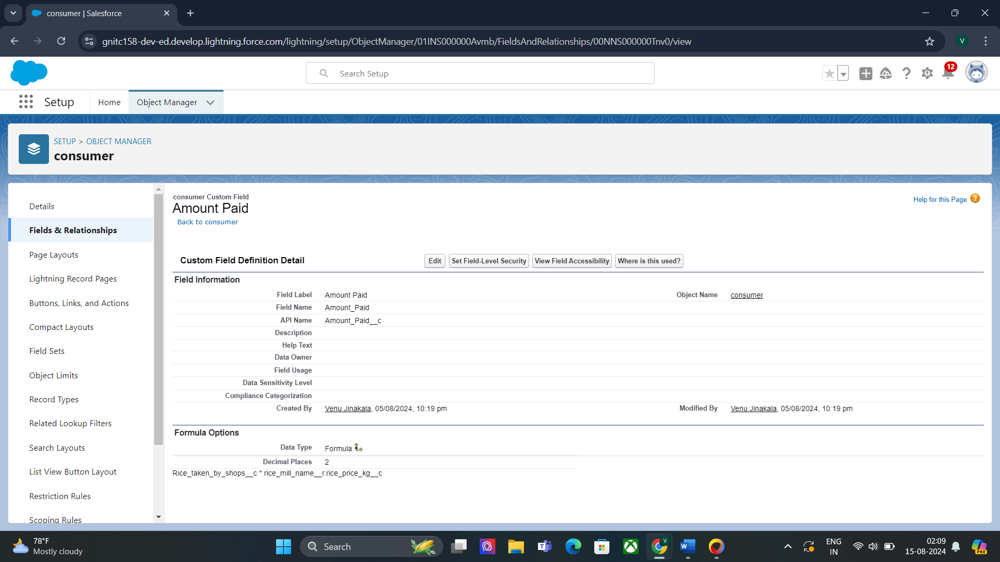 consumer | Salesforce
gnitc158-dev-ed.develop.lightning.force.com/lightning/setup/ObjectManager/01INS000000Avmb/FieldsAndRelationships/00NNS000000Tnv0/view
V
Search Setup
12
Setup
Home
Object Manager
SETUP > OBJECT MANAGER
consumer
Details
Fields & Relationships
Page Layouts
Lightning Record Pages
Buttons, Links, and Actions
Compact Layouts
Field Sets
Object Limits
Record Types
Related Lookup Filters
Search Layouts
List View Button Layout
Restriction Rules
Scoping Rules
consumer Custom Field
Amount Paid
Back to consumer
Help for this Page ?
Custom Field Definition Detail
Edit
Set Field-Level Security
View Field Accessibility
Where is this used?
Field Information
Field Label Amount Paid Object Name consumer
Field Name Amount_Paid
API Name Amount_Paid__c
Description
Help Text
Data Owner
Field Usage
Data Sensitivity Level
Compliance Categorization
Created By Venu Jinakala, 05/08/2024, 10:19 pm Modified By Venu Jinakala, 05/08/2024, 10:19 pm
Formula Options
Data Type Formula
Decimal Places 2
Rice_taken_by_shops__c * rice_mill_name__r.rice_price_kg__c
78°F
Mostly cloudy
Search
V
ENG
IN
02:09
15-08-2024
PRE